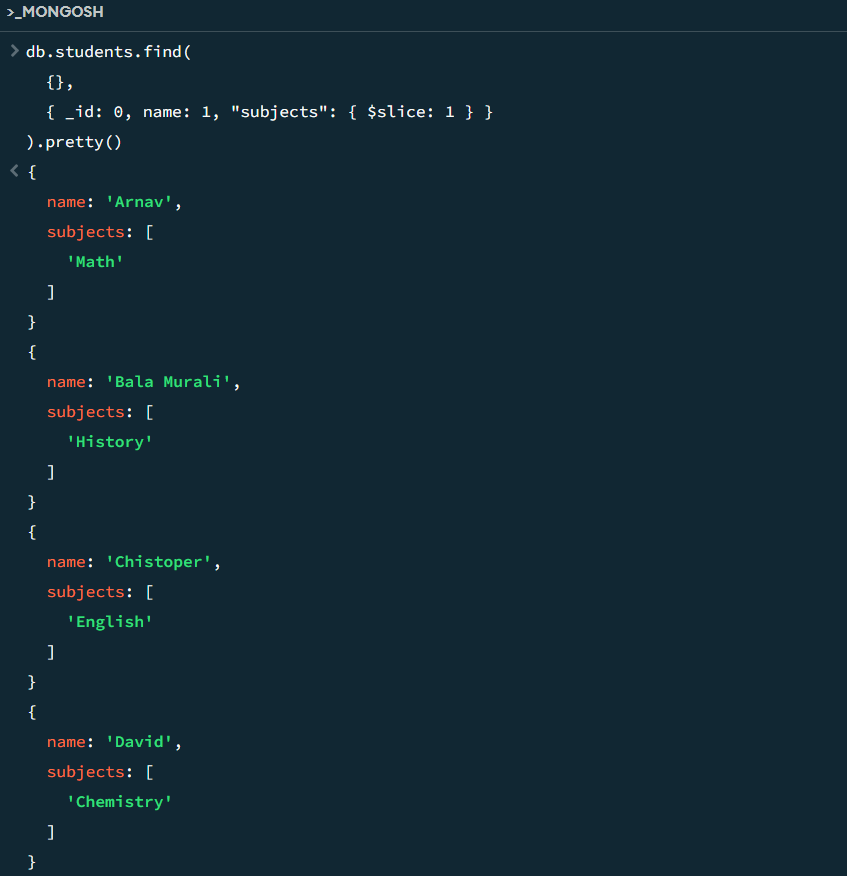 >_MONGOSH
> db.students.find(
{},
{ _id: 0, name: 1, "subjects": { $slice: 1 } }
).pretty()
< {
name: 'Arnav',
subjects: [
'Math'
]
}
{
name: 'Bala Murali',
subjects: [
'History'
]
}
{
name: 'Chistoper',
subjects: [
'English'
]
}
{
name: 'David',
subjects: [
'Chemistry'
]
}